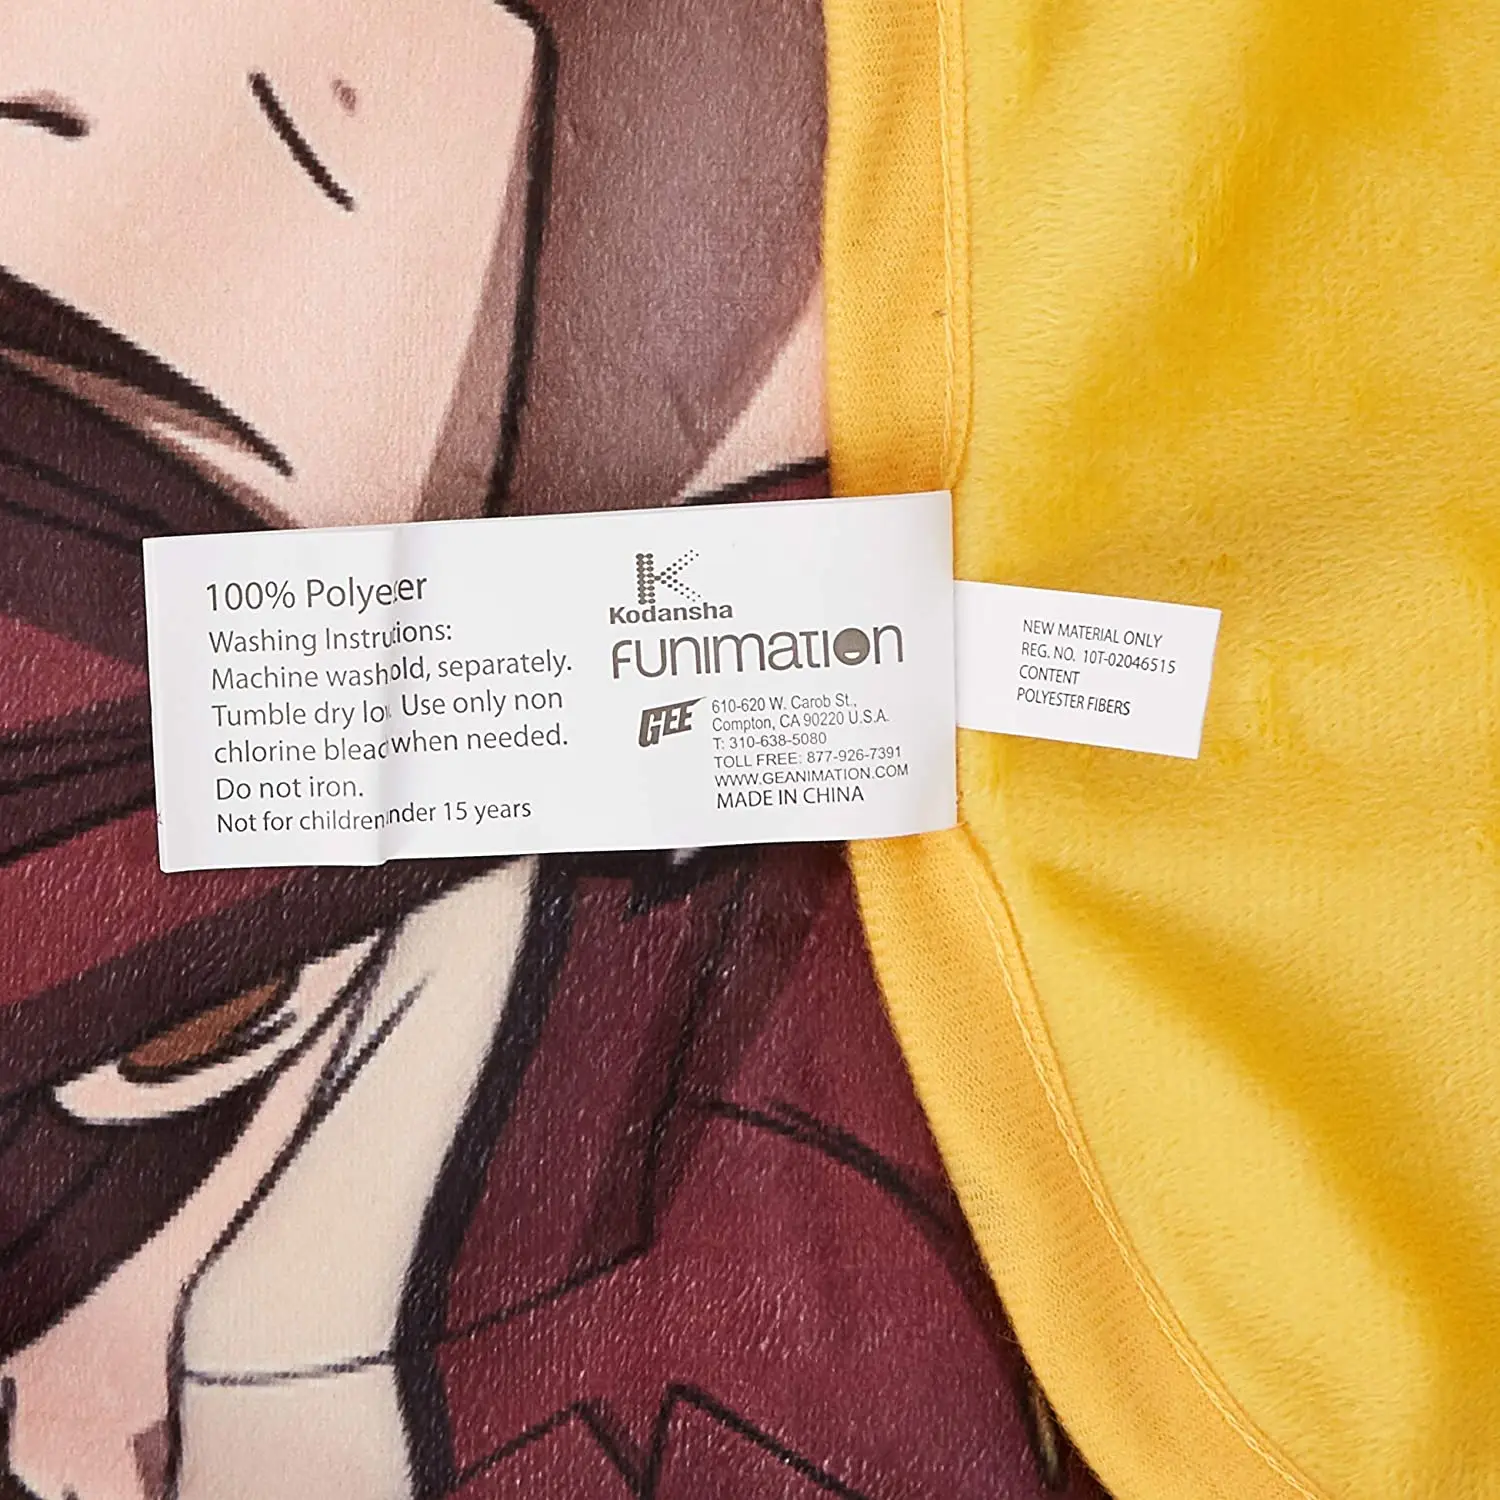 100% Polyeer
Washing Instrutions:
Machine washold, separately.
Tumble dry lo. Use only non
chlorine bleacwhen needed.
Do not iron.
Not for childrennder 15 years
K
Kodansha
FUNIMATION
GEE
610-620 W. Carob St.,
Compton, CA 90220 U.S.A.
T: 310-638-5080
TOLL FREE: 877-926-7391
WWW.GEANIMATION.COM
MADE IN CHINA
NEW MATERIAL ONLY
REG. NO. 10T-02046515
CONTENT
POLYESTER FIBERS